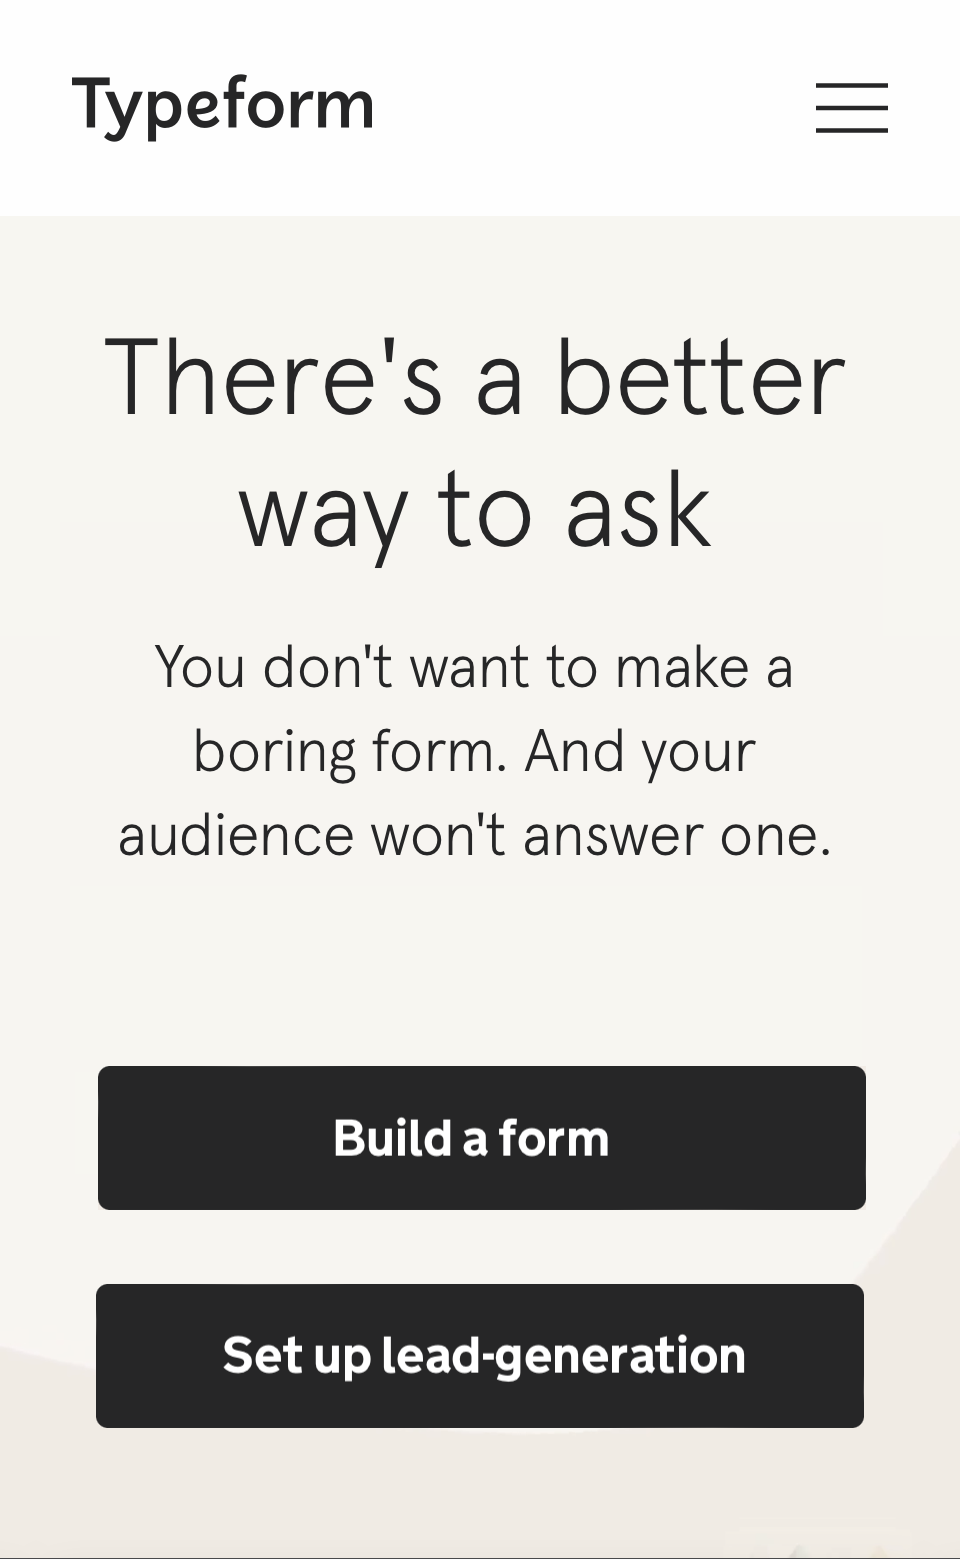 Typeform
There's a better
way to ask
You don't want to make a
boring form. And your
audience won't answer one.
Build a form
Set up lead-generation